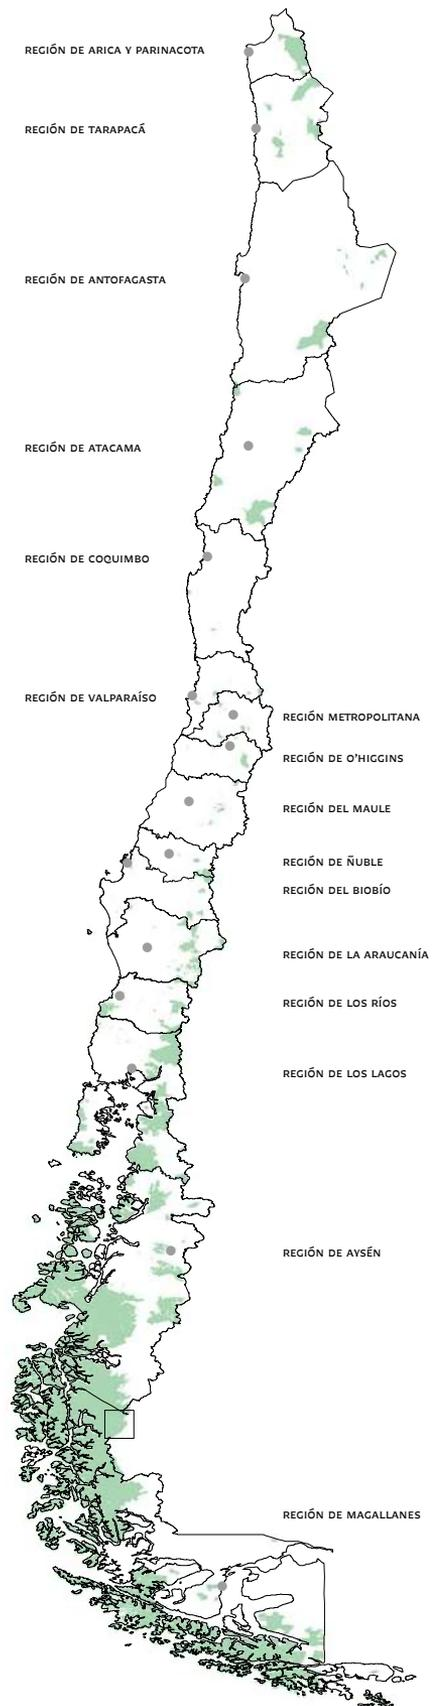 REGIÓN DE ARICA Y PARINACOTA
REGIÓN DE TARAPACÁ
REGIÓN DE ANTOFAGASTA
REGIÓN DE ATACAMA
REGIÓN DE COQUIMBO
REGIÓN DE VALPARAÍSO
REGIÓN METROPOLITANA
REGIÓN DE O'HIGGINS
REGIÓN DEL MAULE
REGIÓN DE ÑUBLE
REGIÓN DEL BIOBÍO
REGIÓN DE LA ARAUCANÍA
REGIÓN DE LOS RÍOS
REGIÓN DE LOS LAGOS
REGIÓN DE AYSÉN
REGIÓN DE MAGALLANES